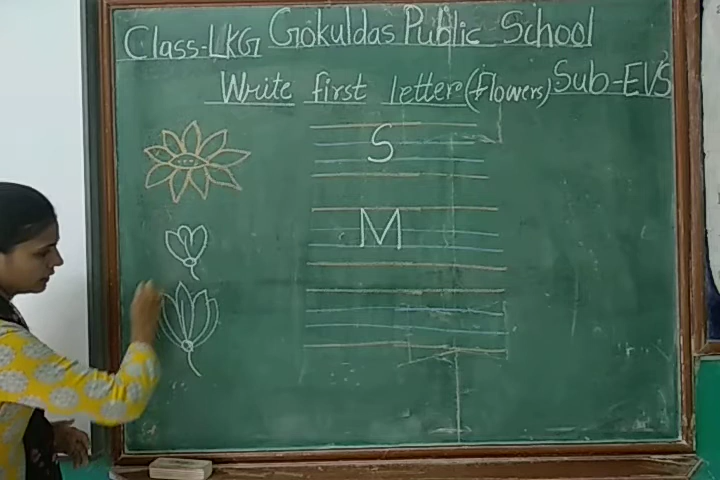 Class-LKG Gokuldas Public School
Write first letter (Flowers) Sub-EVS
S
M